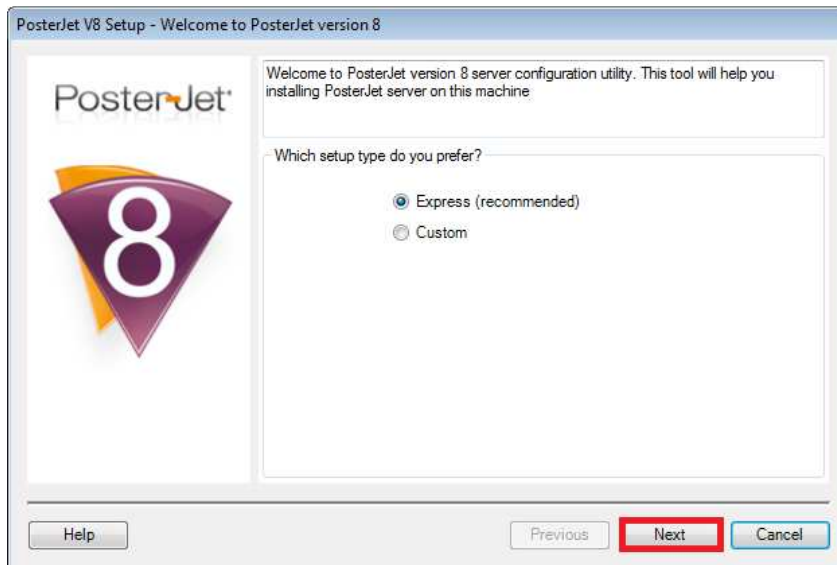 PosterJet V8 Setup - Welcome to PosterJet version 8
PosterJet
8
Welcome to PosterJet version 8 server configuration utility. This tool will help you
installing PosterJet server on this machine
Which setup type do you prefer?
Express (recommended)
Custom
Help
Previous
Next
Cancel